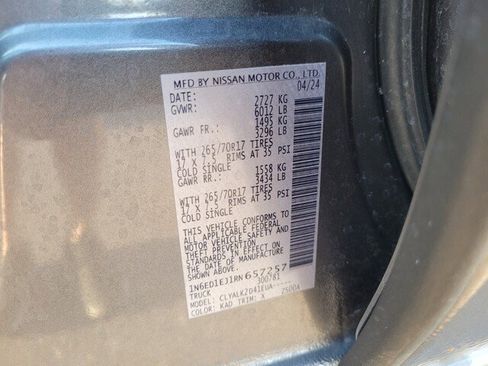 MFD BY NISSAN MOTOR CO., LTD.
DATE: 04/24
GVWR: 2727 KG
6012 LB
GAWR FR.: 1495 KG
3296 LB
WITH 265/70R17 TIRES
17 X 7.5 RIMS AT 35 PSI
COLD SINGLE
GAWR RR.: 1558 KG
3434 LB
WITH 265/70R17 TIRES
17 X 7.5 RIMS AT 35 PSI
COLD SINGLE
THIS VEHICLE CONFORMS TO
ALL APPLICABLE FEDERAL
MOTOR VEHICLE SAFETY AND
THEFT PREVENTION
STANDARDS IN EFFECT ON
THE DATE OF MANUFACTURE
SHOWN ABOVE.
1N6ED1EJ1RN657257
TRUCK 300781
MODEL: CLYALK2D41EUA-----
COLOR: KAD TRIM: X 2500A